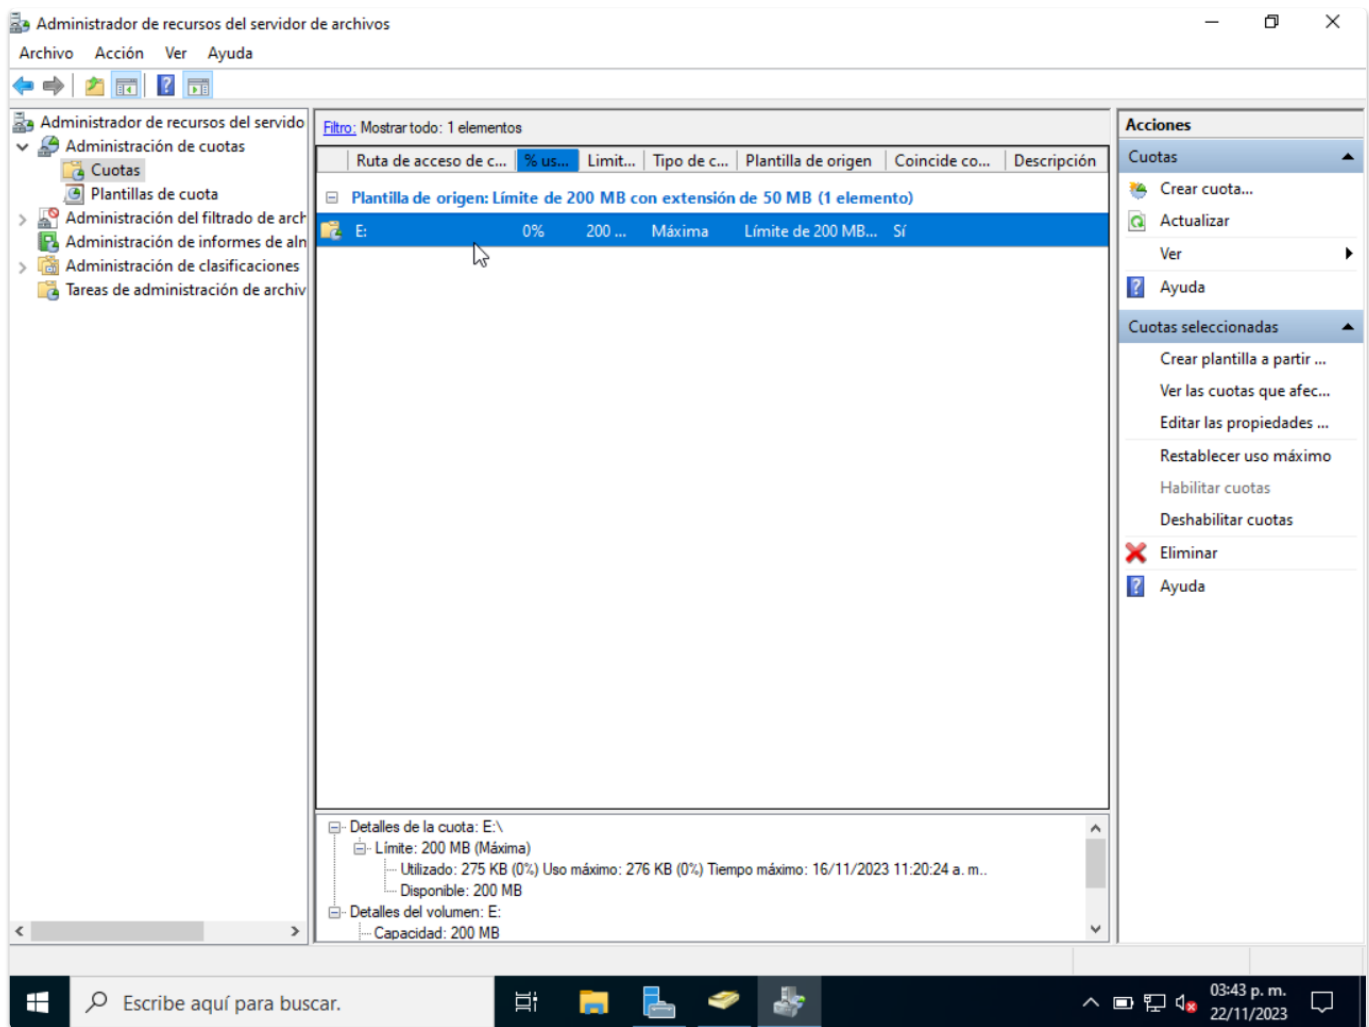 Administrador de recursos del servidor de archivos
Archivo Acción Ver Ayuda
Administrador de recursos del servido
Administración de cuotas
Cuotas
Plantillas de cuota
Administración del filtrado de arch
Administración de informes de aln
Administración de clasificaciones
Tareas de administración de archiv
Filtro: Mostrar todo: 1 elementos
Ruta de acceso de c... % us... Limit... Tipo de c... Plantilla de origen Coincide co... Descripción
Plantilla de origen: Límite de 200 MB con extensión de 50 MB (1 elemento)
E: 0% 200 ... Máxima Límite de 200 MB... Sí
Detalles de la cuota: E:\
Límite: 200 MB (Máxima)
Utilizado: 275 KB (0%) Uso máximo: 276 KB (0%) Tiempo máximo: 16/11/2023 11:20:24 a. m..
Disponible: 200 MB
Detalles del volumen: E:
Capacidad: 200 MB
Acciones
Cuotas
Crear cuota...
Actualizar
Ver
Ayuda
Cuotas seleccionadas
Crear plantilla a partir ...
Ver las cuotas que afec...
Editar las propiedades ...
Restablecer uso máximo
Habilitar cuotas
Deshabilitar cuotas
Eliminar
Ayuda
Escribe aquí para buscar.
03:43 p. m.
22/11/2023